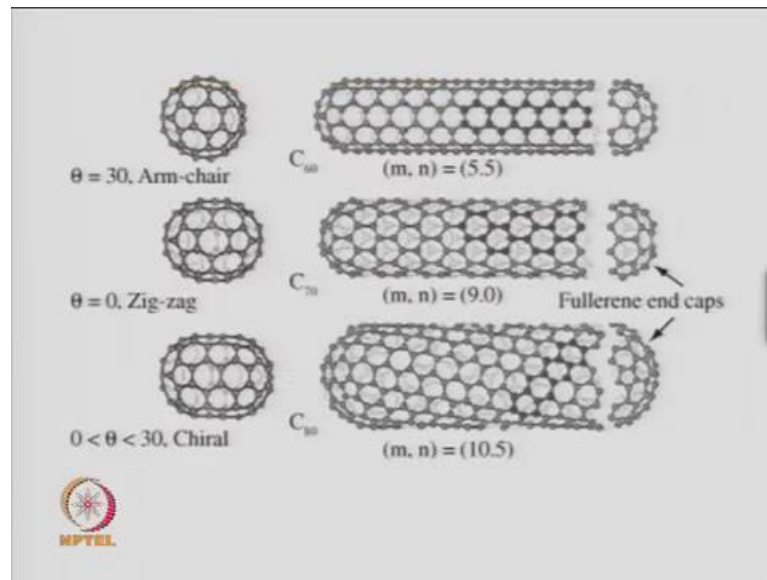 θ = 30, Arm-chair
C₆₀
(m, n) = (5.5)
θ = 0, Zig-zag
C₇₀
(m, n) = (9.0)
Fullerene end caps
0 < θ < 30, Chiral
C₈₀
(m, n) = (10.5)
NPTEL